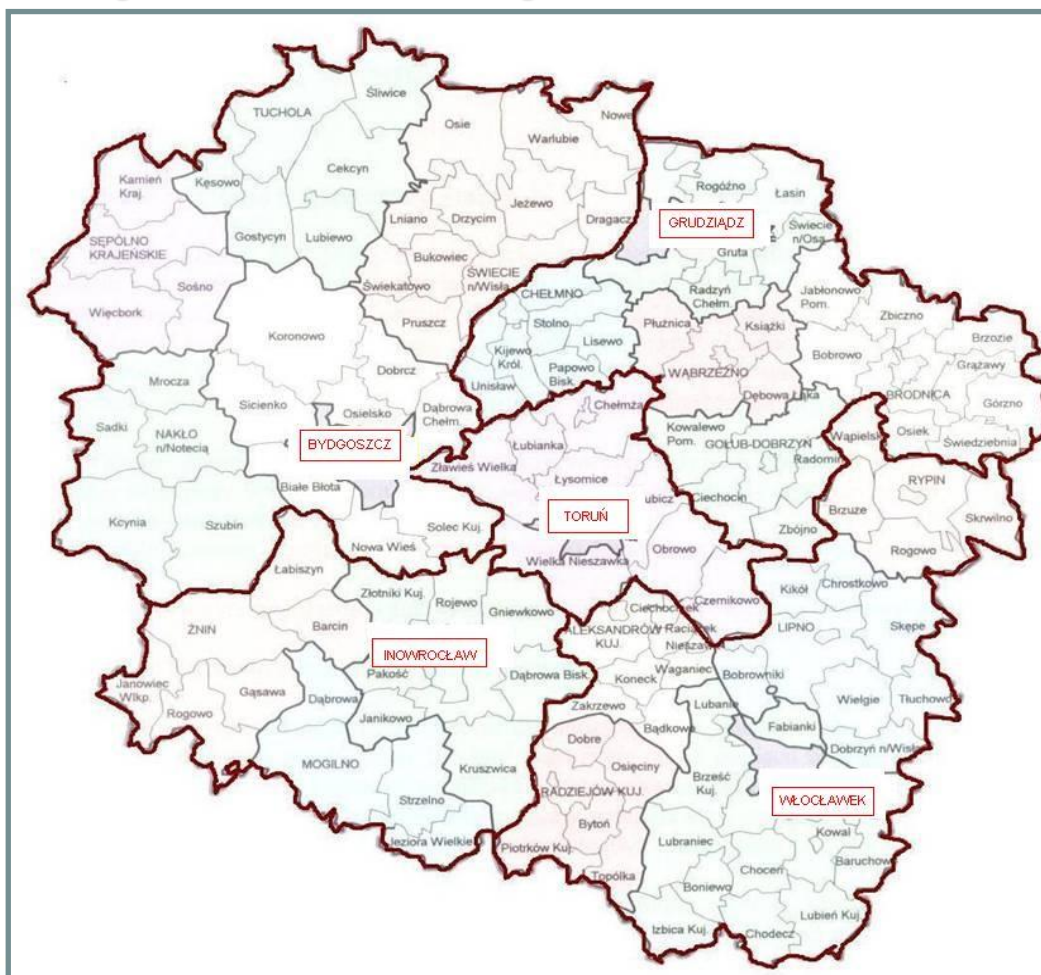 Śliwice
TUCHOLA
Nowe
Osie
Warlubie
Cekcyn
Kamień
Kraj.
Kęsowo
Rogóźno
Łasin
Jeżewo
Lniano
Drzycim
Dragacz
GRUDZIĄDZ
Świecie
n/Osą
Gostycyn
Lubiewo
SĘPÓLNO
KRAJEŃSKIE
Bukowiec
ŚWIECIE
n/Wisłą
Gruta
Sośno
Świekatowo
Radzyń
Chełm.
Jabłonowo
Pom.
CHEŁMNO
Więcbork
Zbiczno
Pruszcz
Stolno
Płużnica
Książki
Koronowo
Brzozie
Lisewo
Kijewo
Król.
Bobrowo
Grążawy
WĄBRZEŹNO
Papowo
Bisk.
Dobrcz
Unisław
Mrocza
BRODNICA
Dębowa Łąka
Górzno
Sicienko
Osielsko
Dąbrowa
Chełm.
Chełmża
Sadki
NAKŁO
n/Notecią
Kowalewo
Pom.
Wąpielsk
Osiek
Świedziebnia
BYDGOSZCZ
Łubianka
GOLUB-DOBRZYŃ
Radomin
Zławieś Wielka
Łysomice
RYPIN
Białe Błota
ubicz
Ciechocin
Kcynia
Szubin
Solec Kuj.
TORUŃ
Zbójno
Brzuze
Skrwilno
Nowa Wieś
Obrowo
Rogowo
Wielka Nieszawka
Łabiszyn
Złotniki Kuj.
Rojewo
Kikół
Chrostkowo
Gniewkowo
Ciechocinek
Czernikowo
ŻNIN
Barcin
ALEKSANDRÓW
KUJ.
Raciążek
LIPNO
Skępe
Nieszawa
INOWROCŁAW
Waganiec
Pakość
Dąbrowa Bisk.
Bobrowniki
Janowiec
Wlkp.
Gąsawa
Dąbrowa
Koneck
Wielgie
Tłuchowo
Rogowo
Zakrzewo
Lubanie
Janikowo
Bądkowo
Fabianki
Dobre
Dobrzyń n/Wisłą
MOGILNO
Kruszwica
Osięciny
Brześć
Kuj.
RADZIEJÓW KUJ.
WŁOCŁAWEK
Strzelno
Bytoń
Kowal
Jeziora Wielkie
Piotrków Kuj.
Lubraniec
Baruchowo
Topólka
Choceń
Boniewo
Lubień Kuj.
Izbica Kuj.
Chodecz